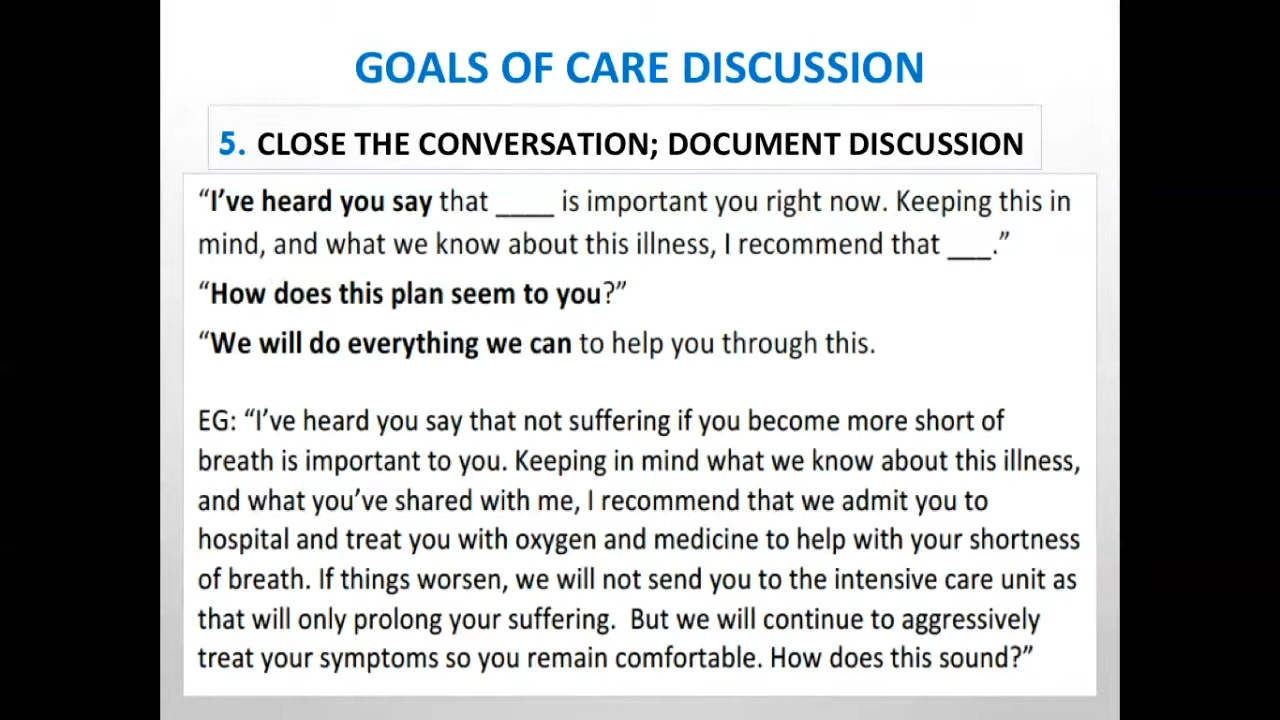 GOALS OF CARE DISCUSSION
5. CLOSE THE CONVERSATION; DOCUMENT DISCUSSION
“I’ve heard you say that ____ is important you right now. Keeping this in
mind, and what we know about this illness, I recommend that ___.”
“How does this plan seem to you?”
“We will do everything we can to help you through this.
EG: “I’ve heard you say that not suffering if you become more short of
breath is important to you. Keeping in mind what we know about this illness,
and what you’ve shared with me, I recommend that we admit you to
hospital and treat you with oxygen and medicine to help with your shortness
of breath. If things worsen, we will not send you to the intensive care unit as
that will only prolong your suffering.  But we will continue to aggressively
treat your symptoms so you remain comfortable. How does this sound?”